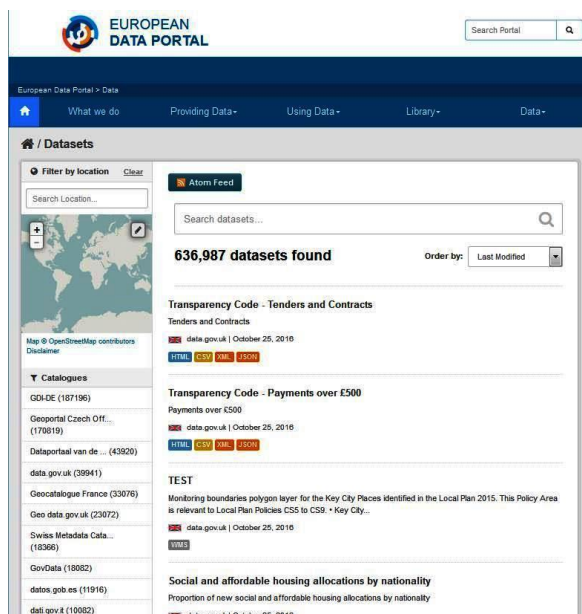 EUROPEAN
DATA PORTAL
Search Portal
European Data Portal > Data
What we do
Providing Data
Using Data
Library
Data
/ Datasets
Filter by location Clear
Search Location...
+
-
Map © OpenStreetMap contributors
Disclaimer
Catalogues
GDI-DE (187196)
Geoportal Czech Off...
(170819)
Dataportaal van de ... (43920)
data.gov.uk (39941)
Geocatalogue France (33076)
Geo data.gov.uk (23072)
Swiss Metadata Cata...
(18366)
GovData (18082)
datos.gob.es (11916)
dati.gov.it (10082)
Atom Feed
Search datasets...
636,987 datasets found
Order by: Last Modified
Transparency Code - Tenders and Contracts
Tenders and Contracts
data.gov.uk | October 25, 2016
HTML CSV XML JSON
Transparency Code - Payments over £500
Payments over £500
data.gov.uk | October 25, 2016
HTML CSV XML JSON
TEST
Monitoring boundaries polygon layer for the Key City Places identified in the Local Plan 2015. This Policy Area
is relevant to Local Plan Policies CS5 to CS9. • Key City...
data.gov.uk | October 25, 2016
WMS
Social and affordable housing allocations by nationality
Proportion of new social and affordable housing allocations by nationality